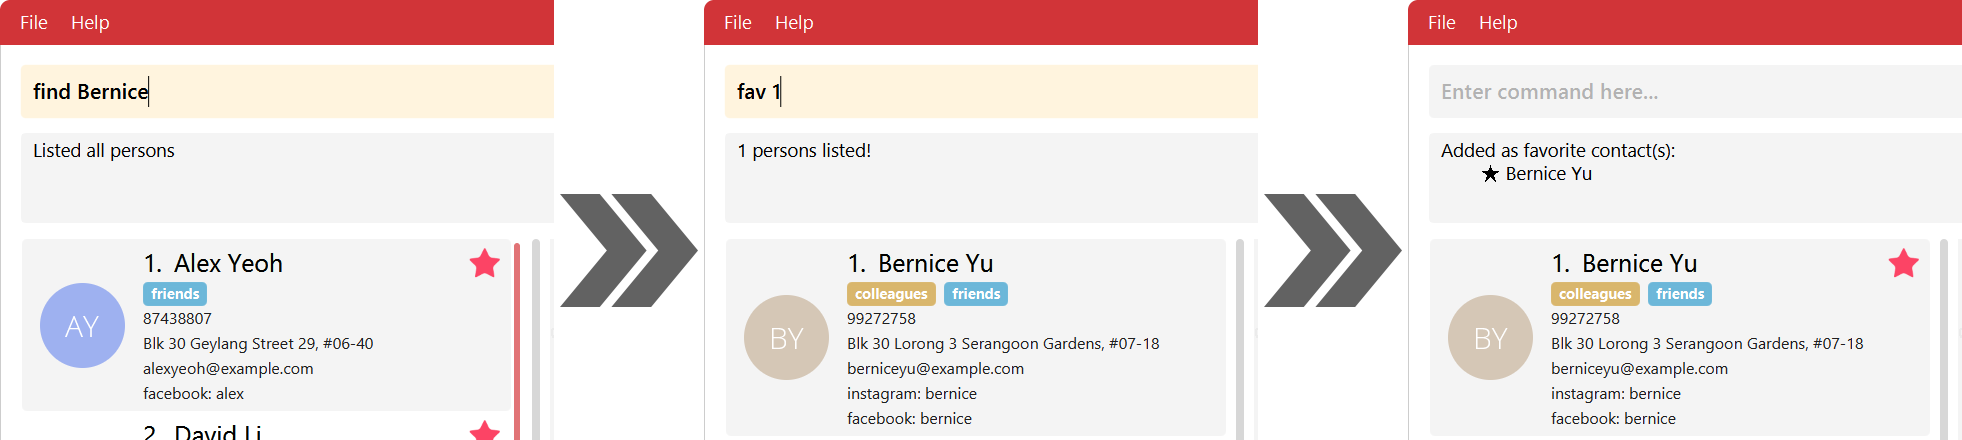 File Help
find Bernice
Listed all persons
1. Alex Yeoh
friends
AY
87438807
Blk 30 Geylang Street 29, #06-40
alexyeoh@example.com
facebook: alex
2. David Li
File Help
fav 1
1 persons listed!
1. Bernice Yu
colleagues friends
BY
99272758
Blk 30 Lorong 3 Serangoon Gardens, #07-18
berniceyu@example.com
instagram: bernice
facebook: bernice
File Help
Enter command here...
Added as favorite contact(s):
★ Bernice Yu
1. Bernice Yu
colleagues friends
BY
99272758
Blk 30 Lorong 3 Serangoon Gardens, #07-18
berniceyu@example.com
instagram: bernice
facebook: bernice